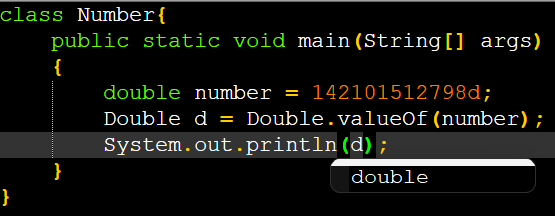 class Number{
public static void main(String[] args)
{
double number = 142101512798d;
Double d = Double.valueOf(number);
System.out.println(d);
}
double
}